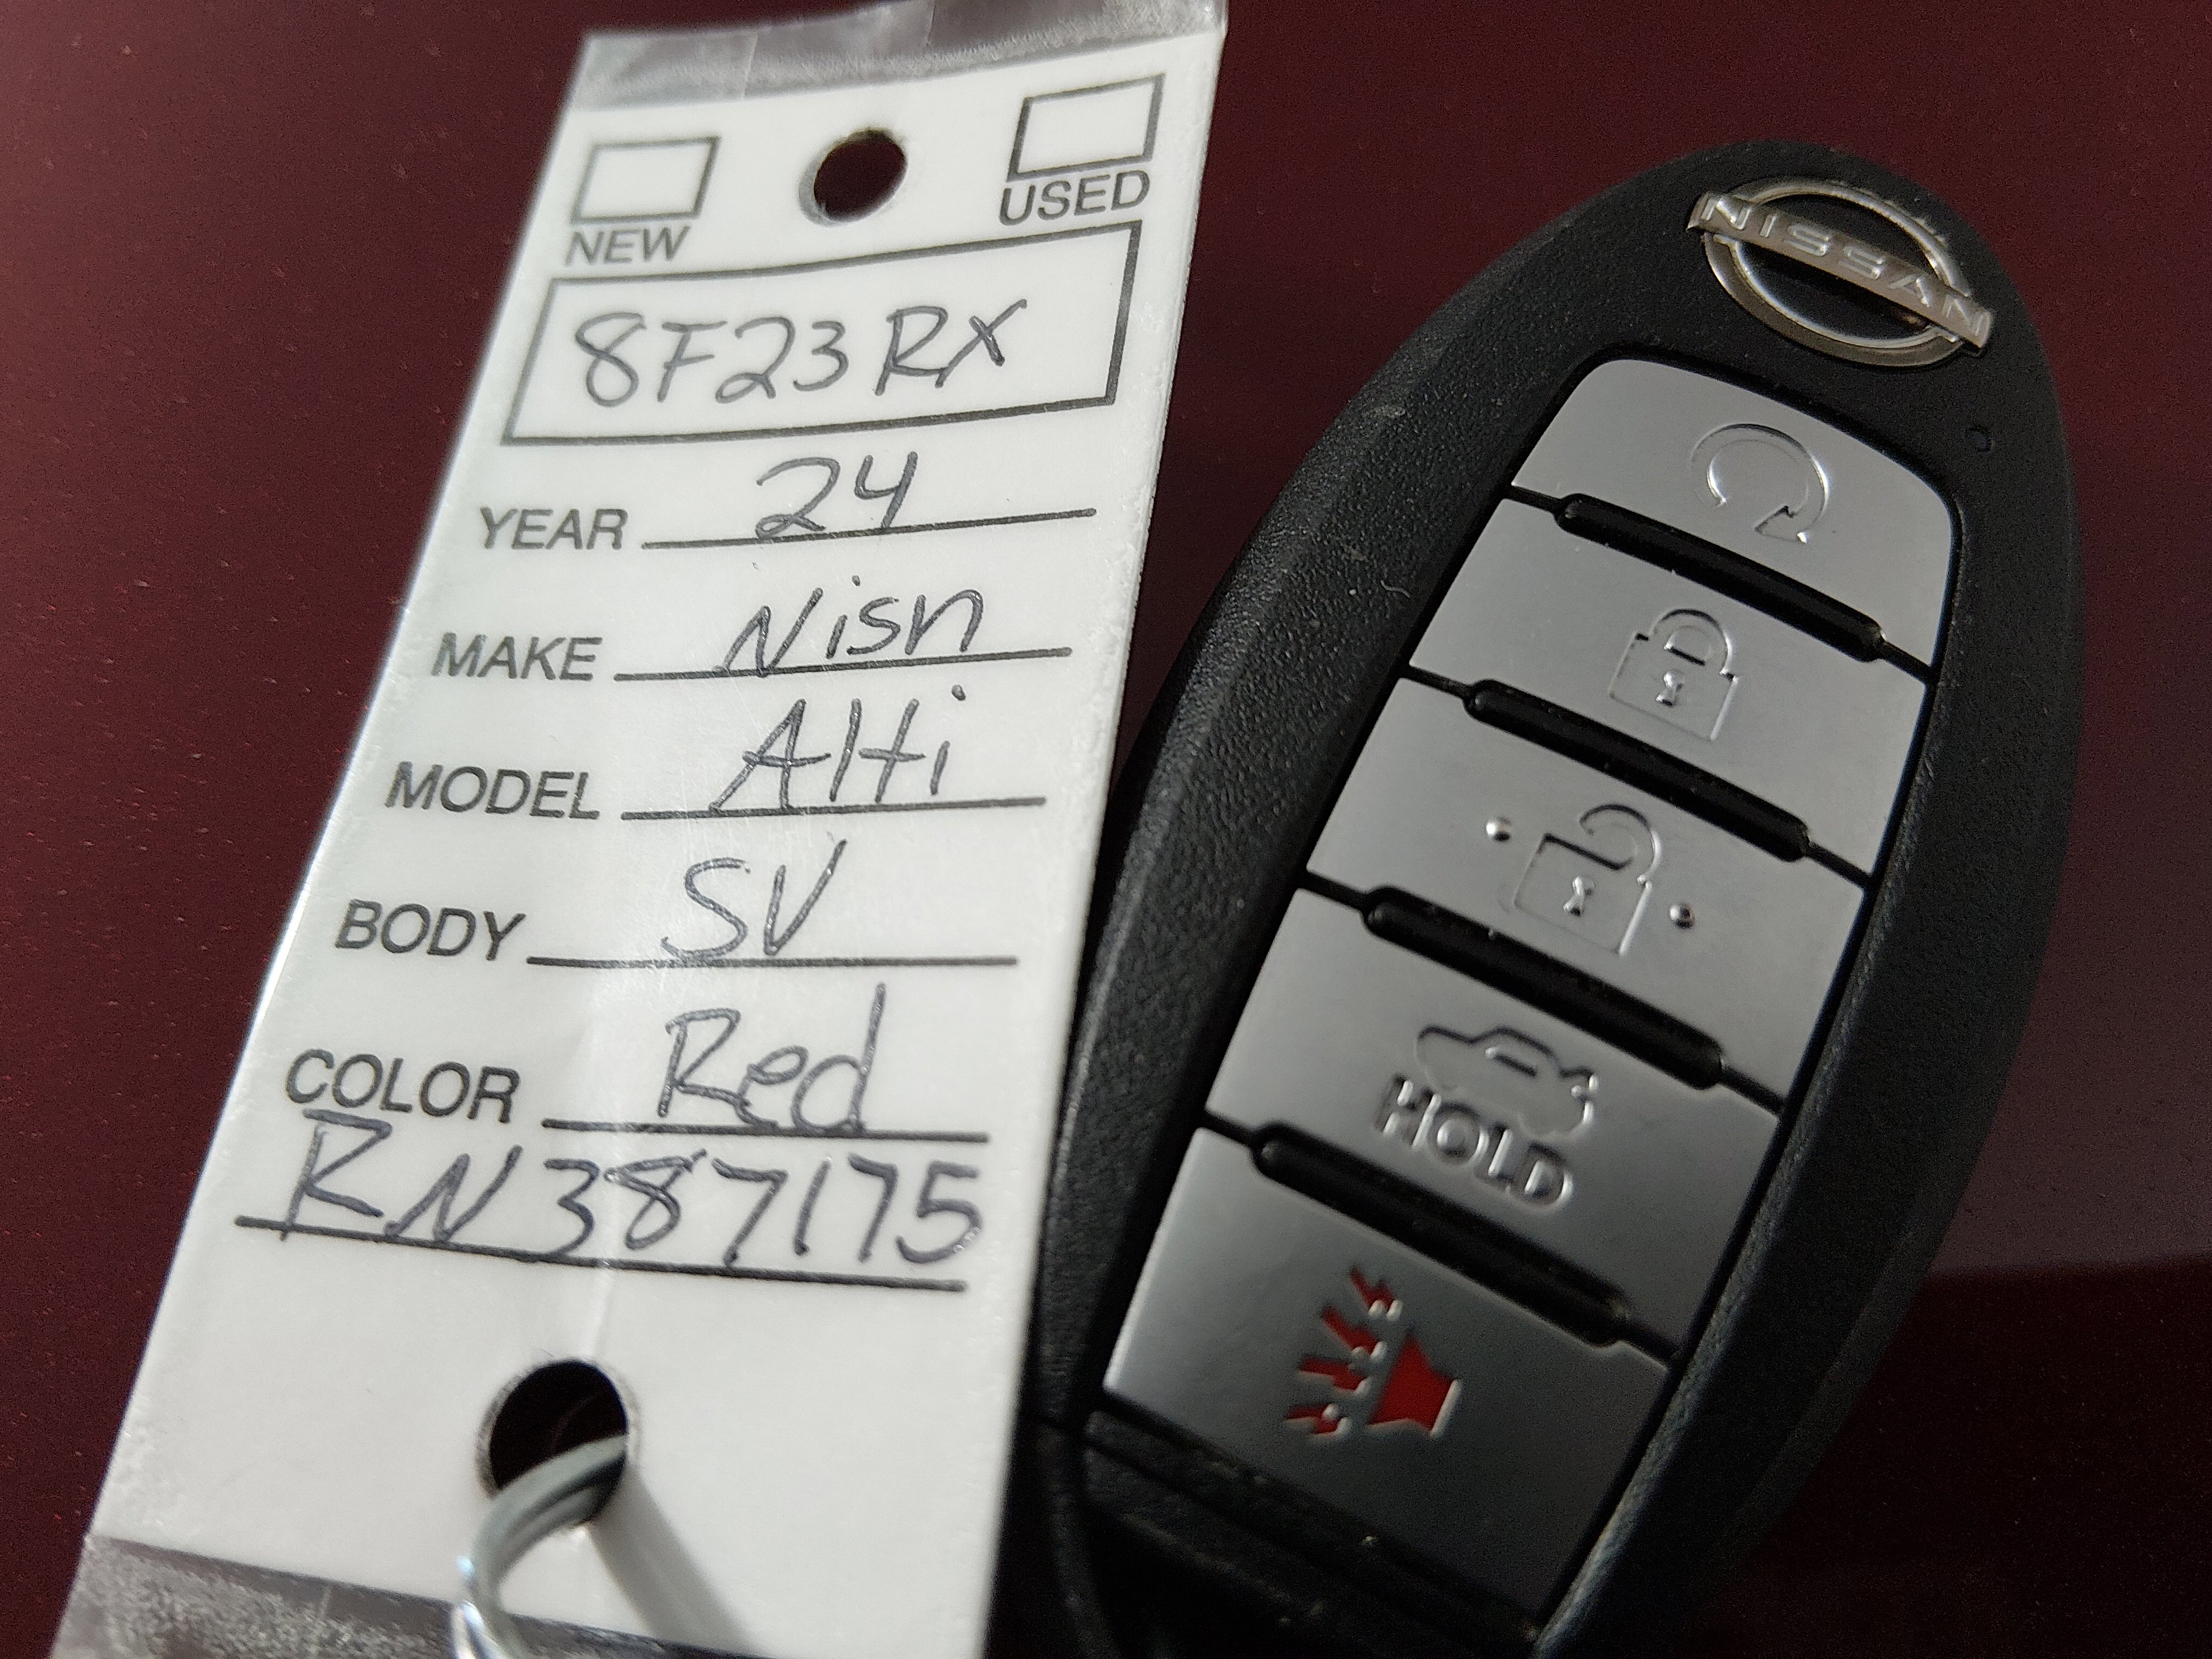 NEW
USED
8F23RX
YEAR 24
MAKE Nisn
MODEL Alti
BODY SV
COLOR Red
RN387175
NISSAN
HOLD